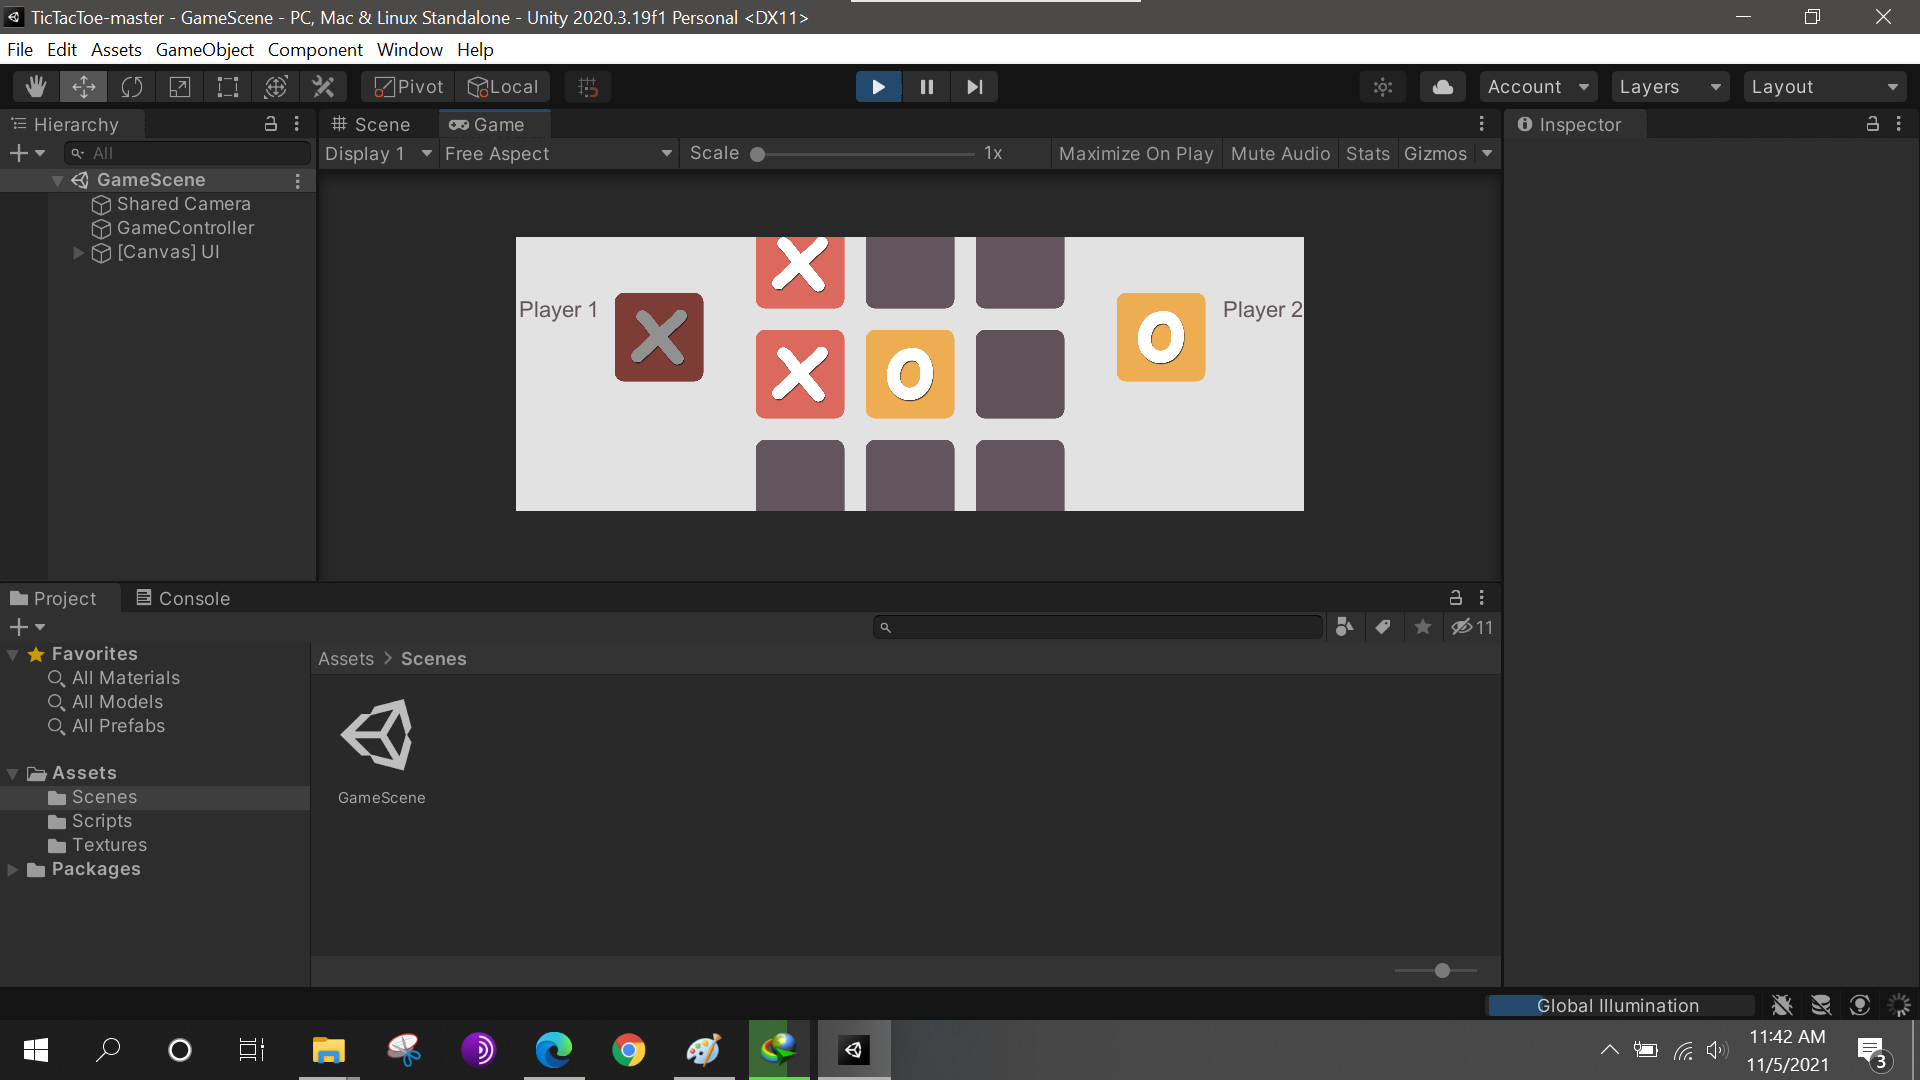 TicTacToe-master - GameScene - PC, Mac & Linux Standalone - Unity 2020.3.19f1 Personal <DX11>
File Edit Assets GameObject Component Window Help
Pivot Local Account Layers Layout
Hierarchy
All
GameScene
Shared Camera
GameController
[Canvas] UI
Scene Game
Display 1 Free Aspect Scale 1x Maximize On Play Mute Audio Stats Gizmos
Player 1 X
X
X O
O Player 2
Inspector
Project Console
11
Favorites
All Materials
All Models
All Prefabs
Assets
Scenes
Scripts
Textures
Packages
Assets > Scenes
GameScene
Global Illumination
11:42 AM
11/5/2021
3